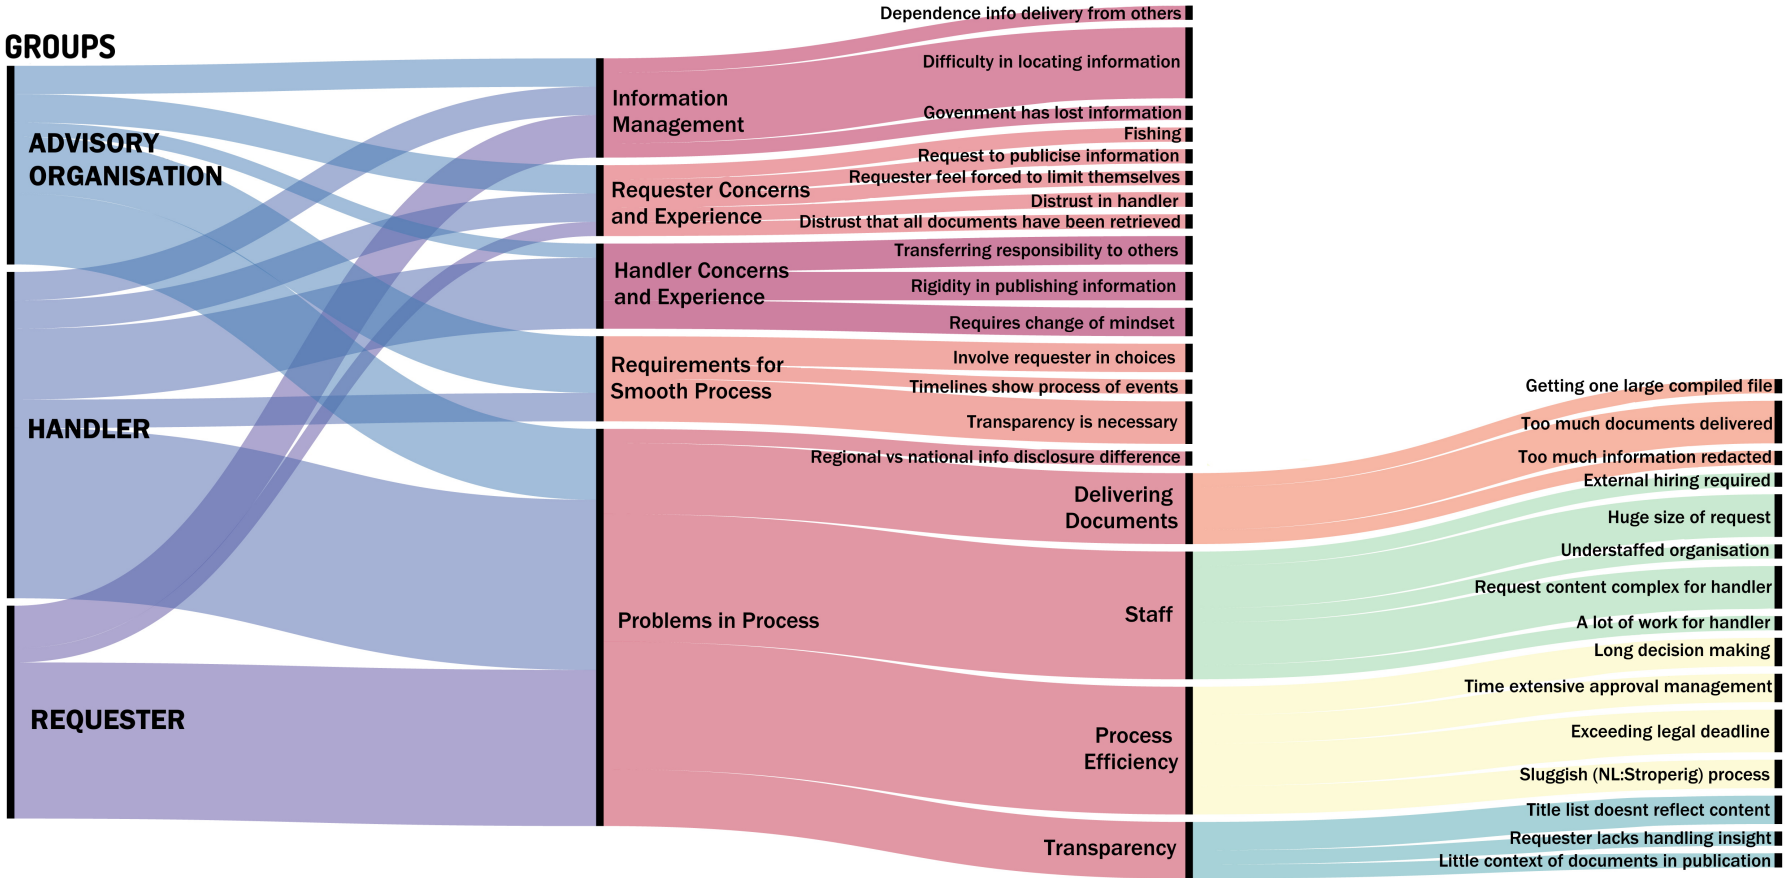 GROUPS
ADVISORY
ORGANISATION
HANDLER
REQUESTER
Information
Management
Requester Concerns
and Experience
Handler Concerns
and Experience
Requirements for
Smooth Process
Problems in Process
Dependence info delivery from others
Difficulty in locating information
Govenment has lost information
Fishing
Request to publicise information
Requester feel forced to limit themselves
Distrust in handler
Distrust that all documents have been retrieved
Transferring responsibility to others
Rigidity in publishing information
Requires change of mindset
Involve requester in choices
Timelines show process of events
Transparency is necessary
Regional vs national info disclosure difference
Delivering
Documents
Staff
Process
Efficiency
Transparency
Getting one large compiled file
Too much documents delivered
Too much information redacted
External hiring required
Huge size of request
Understaffed organisation
Request content complex for handler
A lot of work for handler
Long decision making
Time extensive approval management
Exceeding legal deadline
Sluggish (NL:Stroperig) process
Title list doesnt reflect content
Requester lacks handling insight
Little context of documents in publication